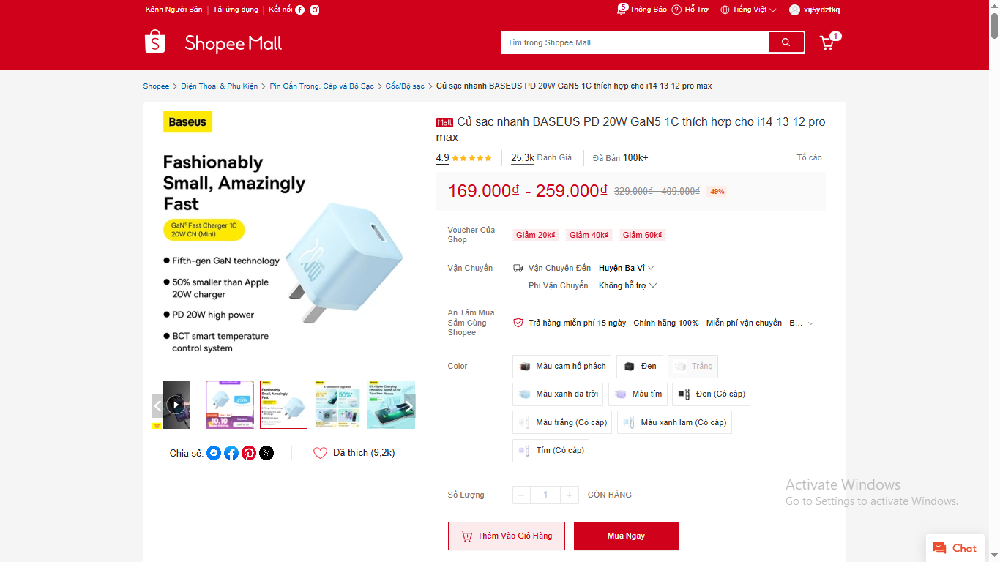 Kênh Người Bán
Tải ứng dụng
Kết nối
5
Thông Báo
Hỗ Trợ
Tiếng Việt
xij5ydztkq
S
Shopee Mall
Tìm trong Shopee Mall
1
Shopee
Điện Thoại & Phụ Kiện
Pin Gắn Trong, Cáp và Bộ Sạc
Cốc/Bộ sạc
Củ sạc nhanh BASEUS PD 20W GaN5 1C thích hợp cho i14 13 12 pro max
Baseus
Fashionably
Small, Amazingly
Fast
GaN⁵ Fast Charger 1C
20W CN (Mini)
● Fifth-gen GaN technology
● 50% smaller than Apple
20W charger
● PD 20W high power
● BCT smart temperature
control system
20W
Mall Củ sạc nhanh BASEUS PD 20W GaN5 1C thích hợp cho i14 13 12 pro
max
4.9
25,3k Đánh Giá
Đã Bán 100k+
Tố cáo
169.000₫ - 259.000₫ 329.000₫ - 409.000₫ -49%
Voucher Của
Shop
Giảm 20k₫
Giảm 40k₫
Giảm 60k₫
Vận Chuyển
Vận Chuyển Đến
Huyện Ba Vì
Phí Vận Chuyển
Không hỗ trợ
An Tâm Mua
Sắm Cùng
Shopee
Trả hàng miễn phí 15 ngày · Chính hãng 100% · Miễn phí vận chuyển · B...
Color
Màu cam hổ phách
Đen
Trắng
Màu xanh da trời
Màu tím
Đen (Có cáp)
Màu trắng (Có cáp)
Màu xanh lam (Có cáp)
Tím (Có cáp)
Fashionably
Small, Amazingly
Fast
10.10
Chia sẻ:
Đã thích (9,2k)
Số Lượng
1
CÒN HÀNG
Thêm Vào Giỏ Hàng
Mua Ngay
Activate Windows
Go to Settings to activate Windows.
Chat